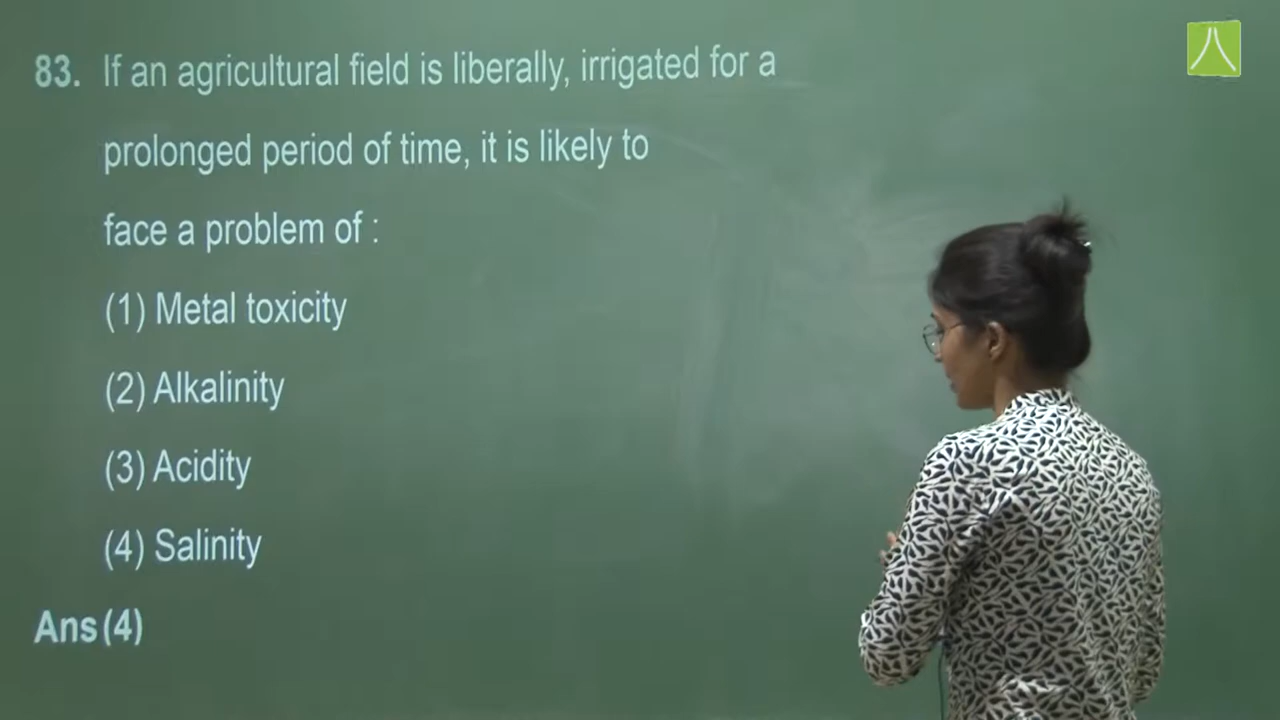 83. If an agricultural field is liberally, irrigated for a
prolonged period of time, it is likely to
face a problem of :
(1) Metal toxicity
(2) Alkalinity
(3) Acidity
(4) Salinity
Ans (4)